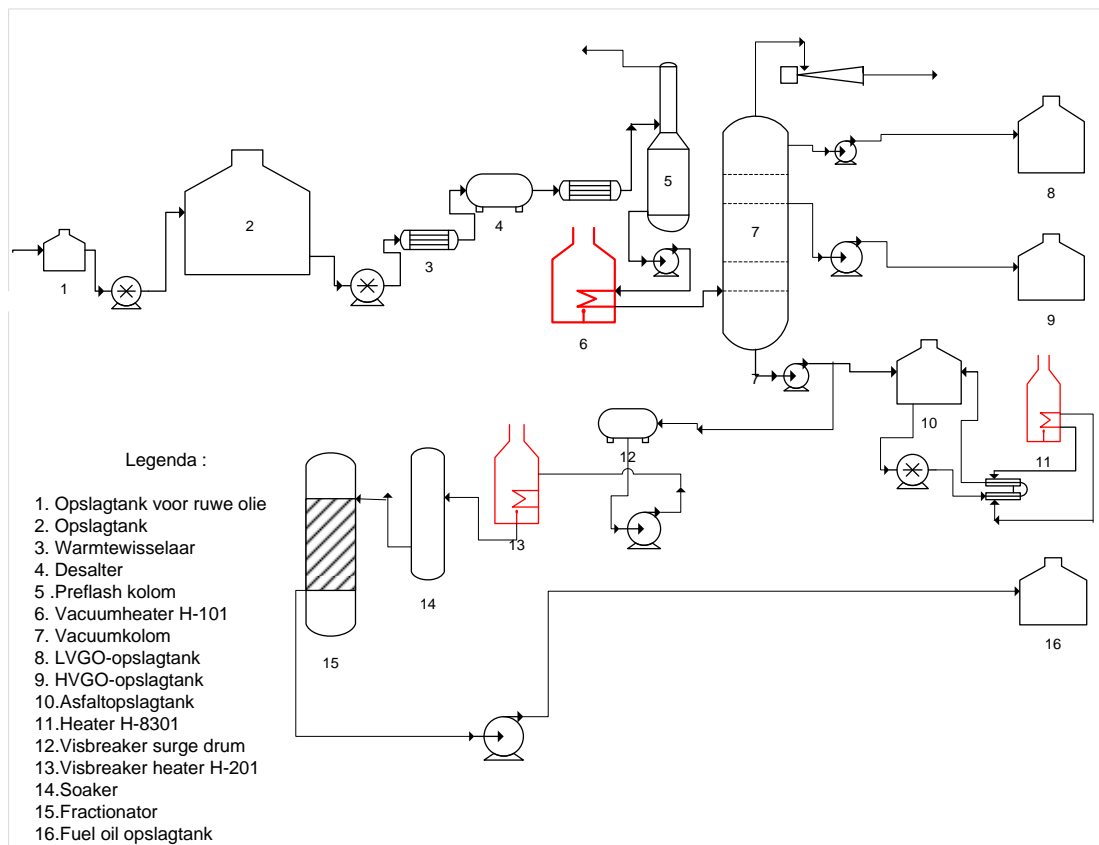 1
2
3
4
5
6
7
7
8
9
10
11
12
13
14
15
16
Legenda :
1. Opslagtank voor ruwe olie
2. Opslagtank
3. Warmtewisselaar
4. Desalter
5 .Preflash kolom
6. Vacuumheater H-101
7. Vacuumkolom
8. LVGO-opslagtank
9. HVGO-opslagtank
10.Asfaltopslagtank
11.Heater H-8301
12.Visbreaker surge drum
13.Visbreaker heater H-201
14.Soaker
15.Fractionator
16.Fuel oil opslagtank